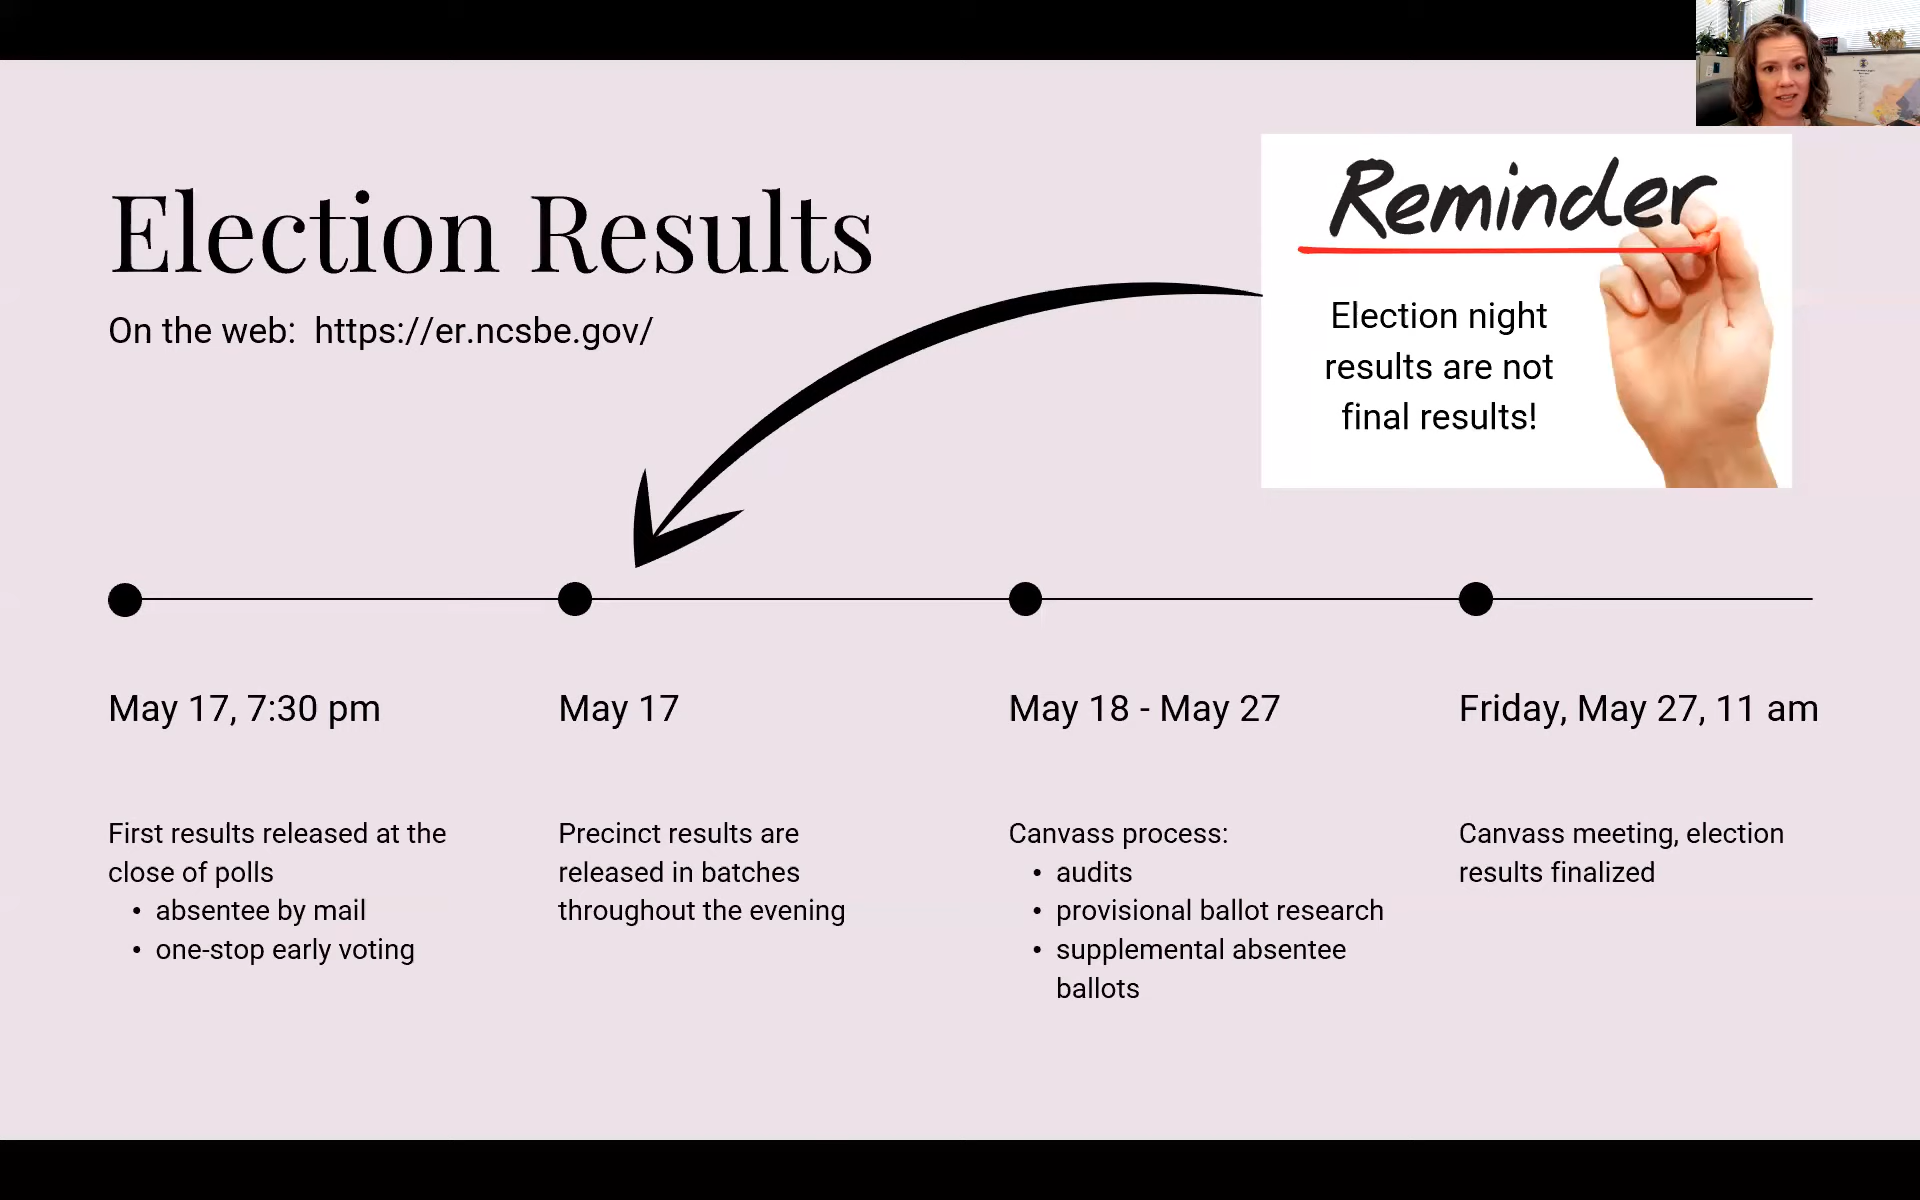 Election Results
On the web:  https://er.ncsbe.gov/
Reminder
Election night
results are not
final results!
May 17, 7:30 pm
First results released at the
close of polls
• absentee by mail
• one-stop early voting
May 17
Precinct results are
released in batches
throughout the evening
May 18 - May 27
Canvass process:
• audits
• provisional ballot research
• supplemental absentee
ballots
Friday, May 27, 11 am
Canvass meeting, election
results finalized